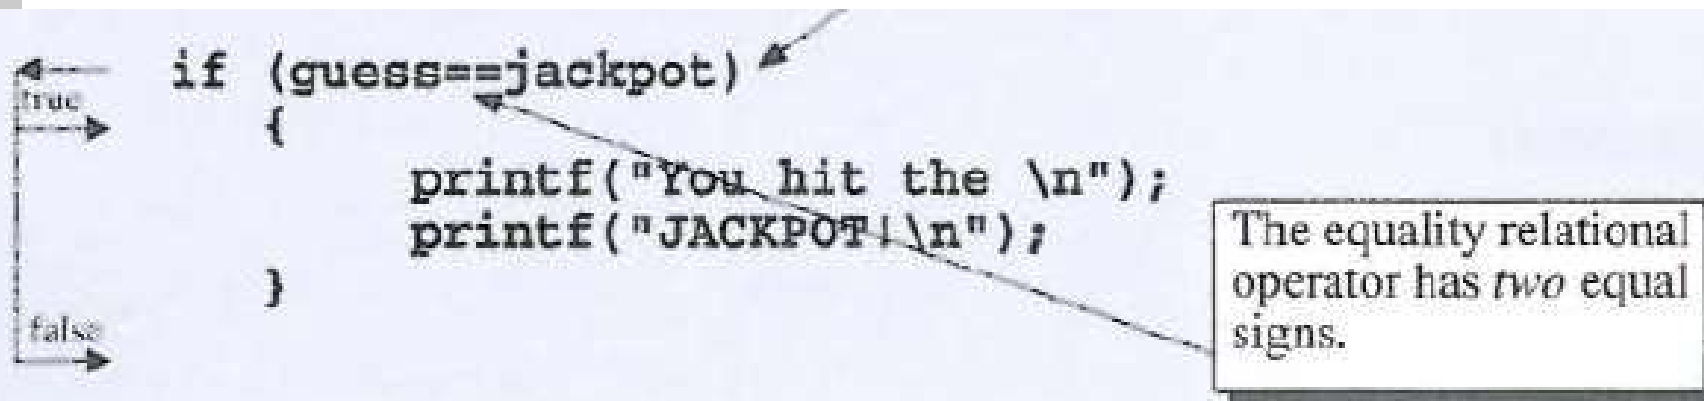 if (guess==jackpot)
true
{
printf("You hit the \n");
printf("JACKPOT!\n");
}
false
The equality relational
operator has two equal
signs.